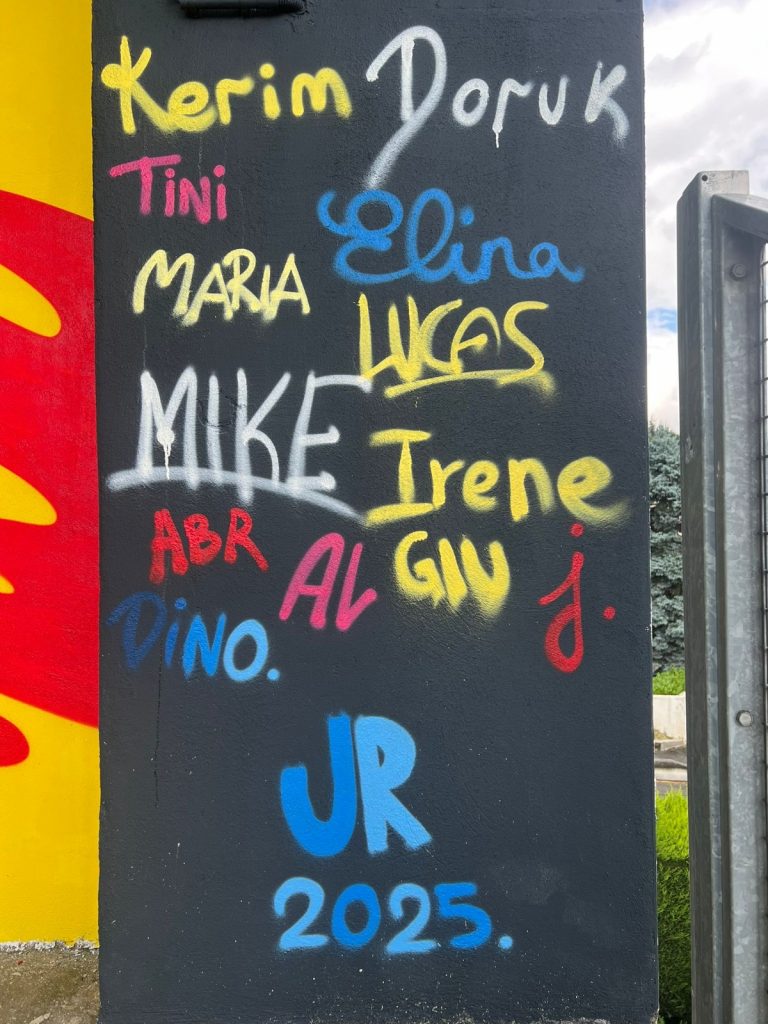 Kerim Doruk
Tini
Elina
MARIA
LUCAS
MIKE
Irene
ABR
AL
GIU
j.
DiNO.
JR
2025.